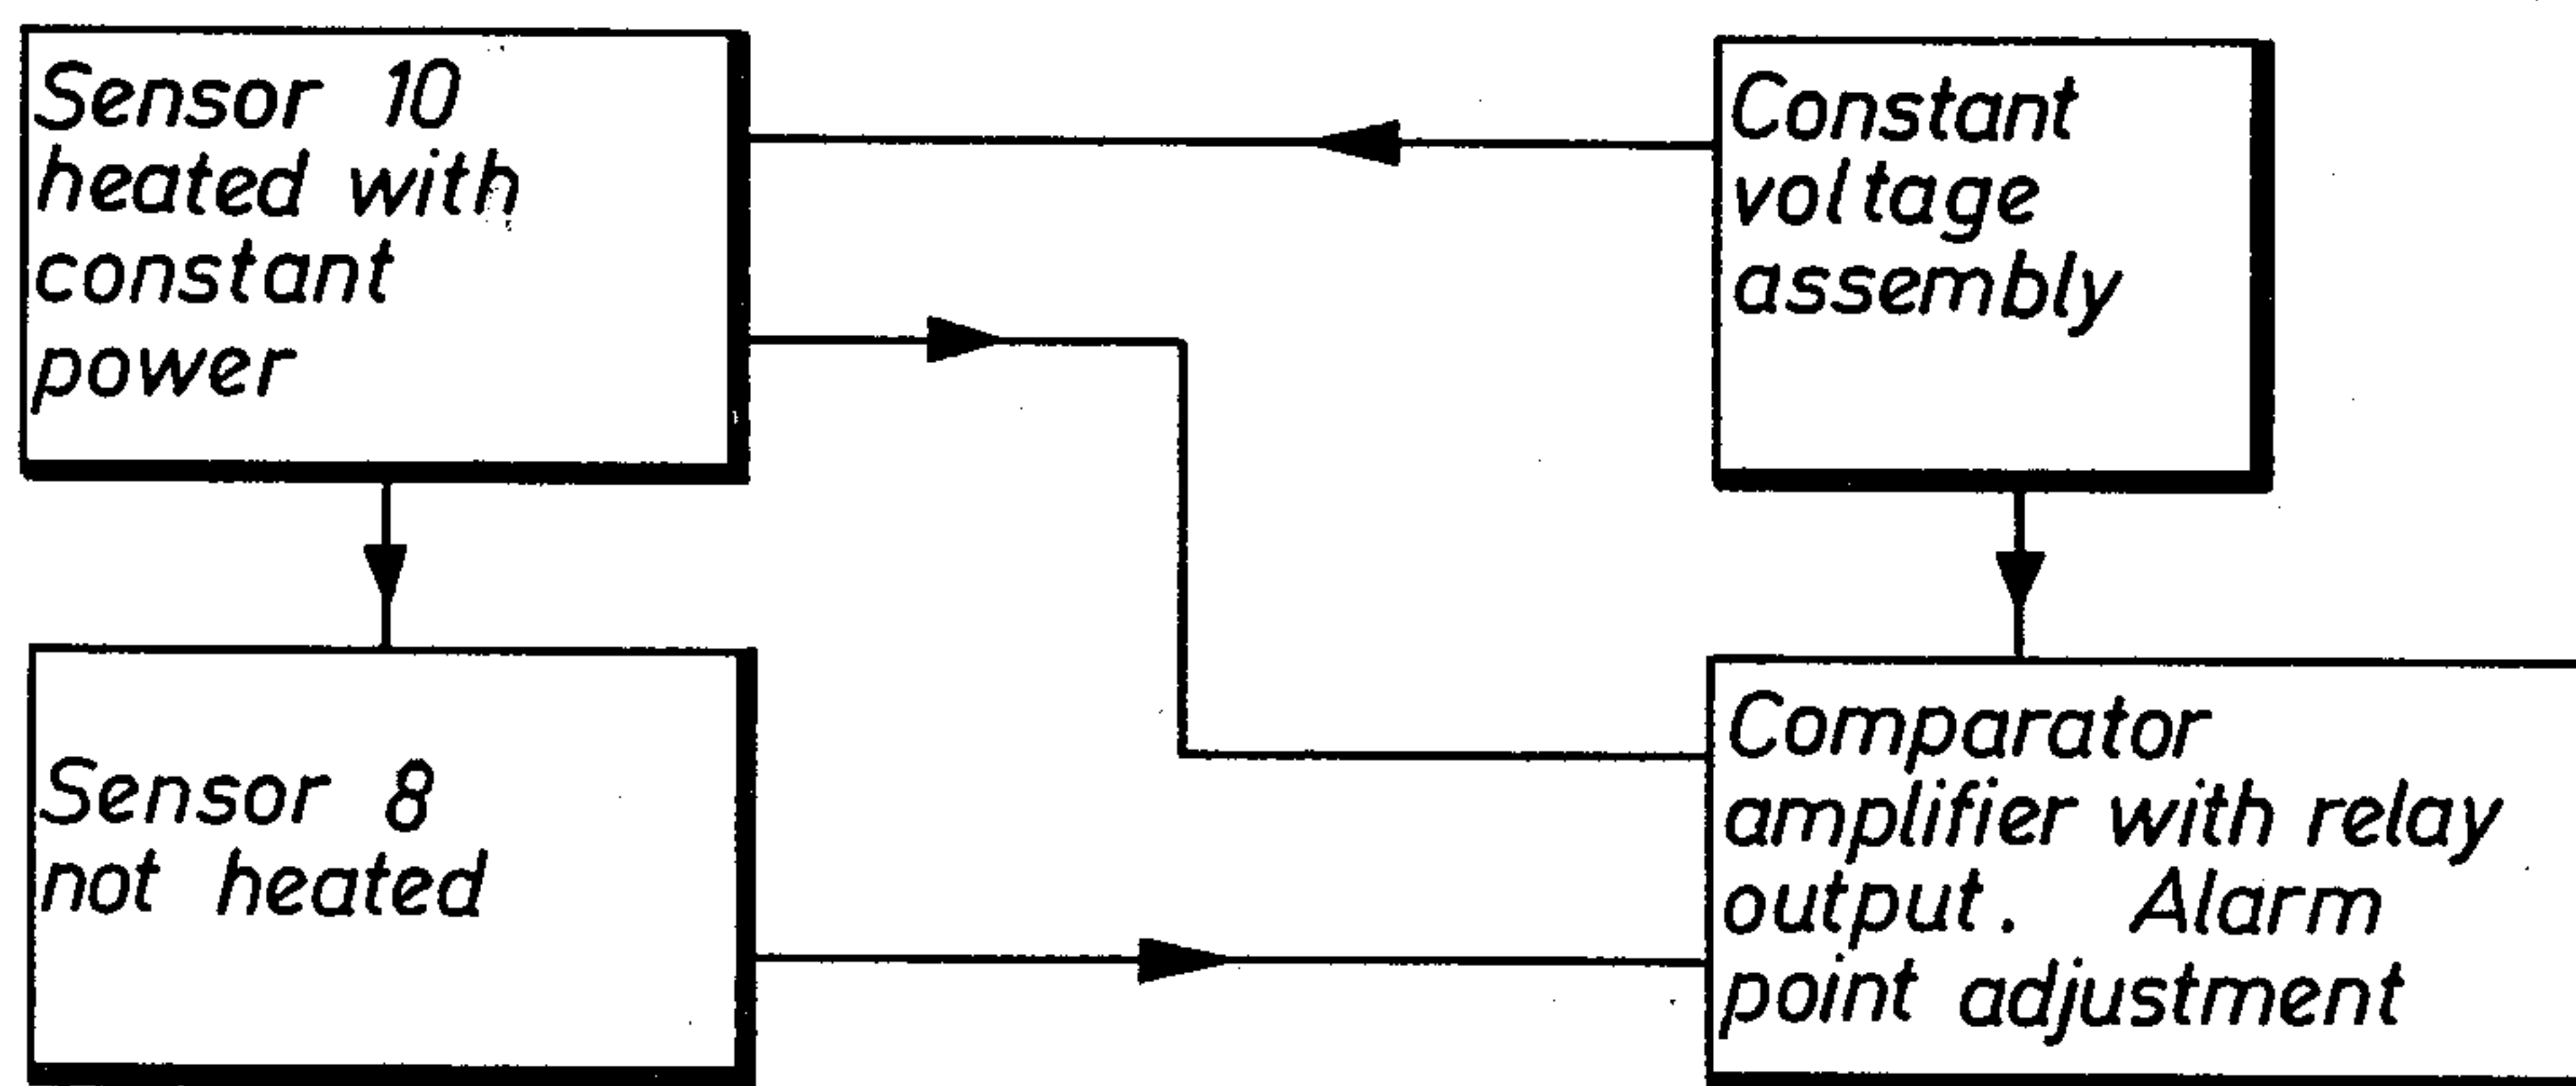 Sensor 10
heated with
constant
power
Constant
voltage
assembly
Sensor 8
not heated
Comparator
amplifier with relay
output. Alarm
point adjustment